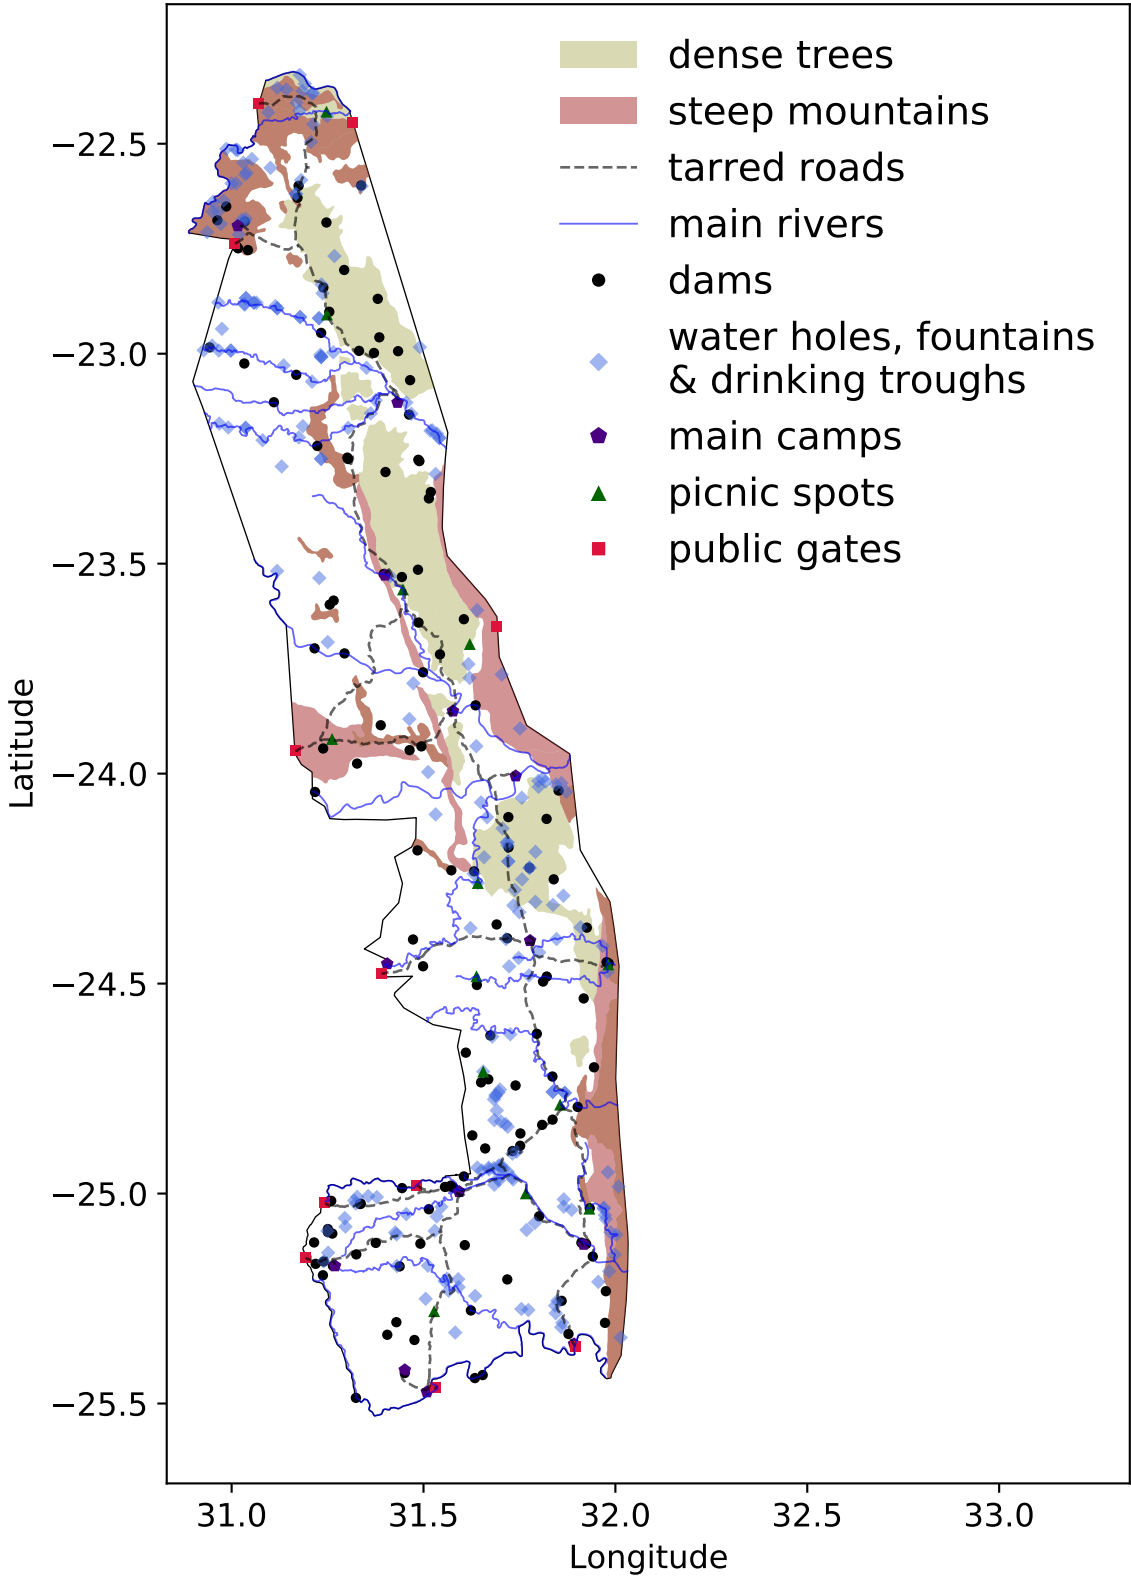 dense trees
steep mountains
tarred roads
main rivers
dams
water holes, fountains
& drinking troughs
main camps
picnic spots
public gates
−22.5
−23.0
−23.5
−24.0
−24.5
−25.0
−25.5
Latitude
31.0
31.5
32.0
32.5
33.0
Longitude